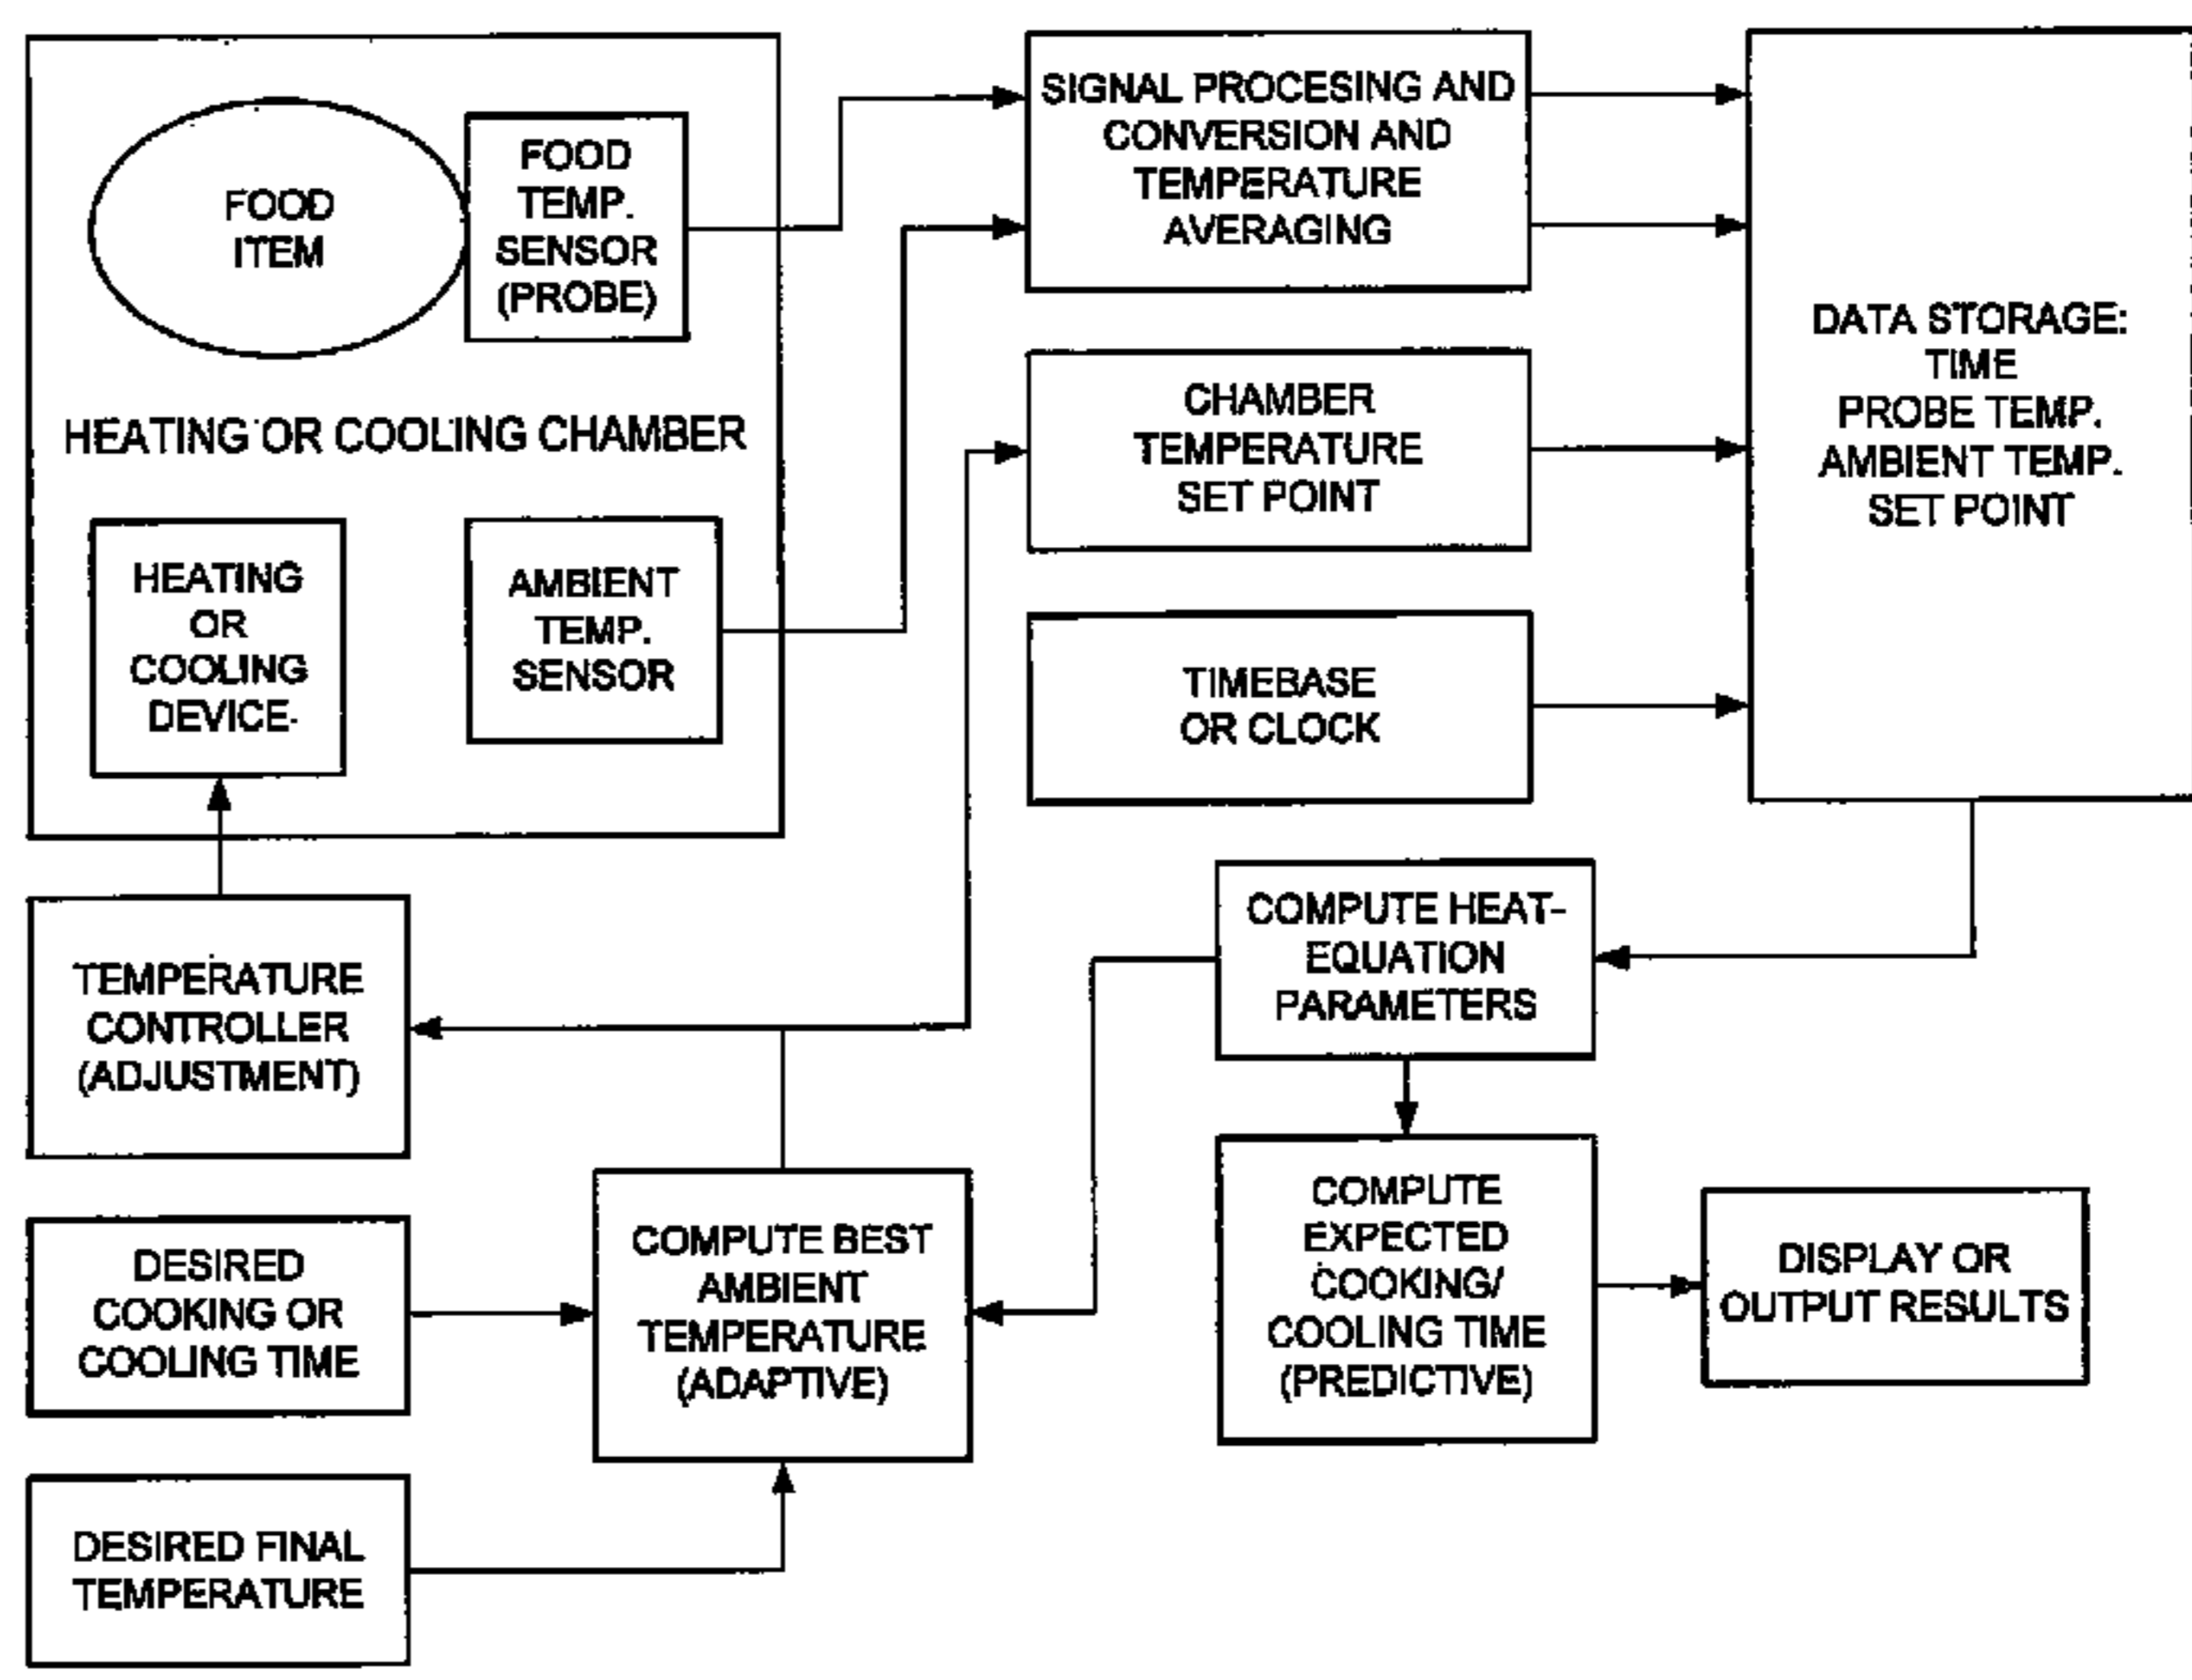 FOOD
ITEM
FOOD
TEMP.
SENSOR
(PROBE)
HEATING OR COOLING CHAMBER
HEATING
OR
COOLING
DEVICE
AMBIENT
TEMP.
SENSOR
SIGNAL PROCESING AND
CONVERSION AND
TEMPERATURE
AVERAGING
CHAMBER
TEMPERATURE
SET POINT
TIMEBASE
OR CLOCK
DATA STORAGE:
TIME
PROBE TEMP.
AMBIENT TEMP.
SET POINT
TEMPERATURE
CONTROLLER
(ADJUSTMENT)
COMPUTE HEAT-
EQUATION
PARAMETERS
DESIRED
COOKING OR
COOLING TIME
COMPUTE BEST
AMBIENT
TEMPERATURE
(ADAPTIVE)
COMPUTE
EXPECTED
COOKING/
COOLING TIME
(PREDICTIVE)
DISPLAY OR
OUTPUT RESULTS
DESIRED FINAL
TEMPERATURE